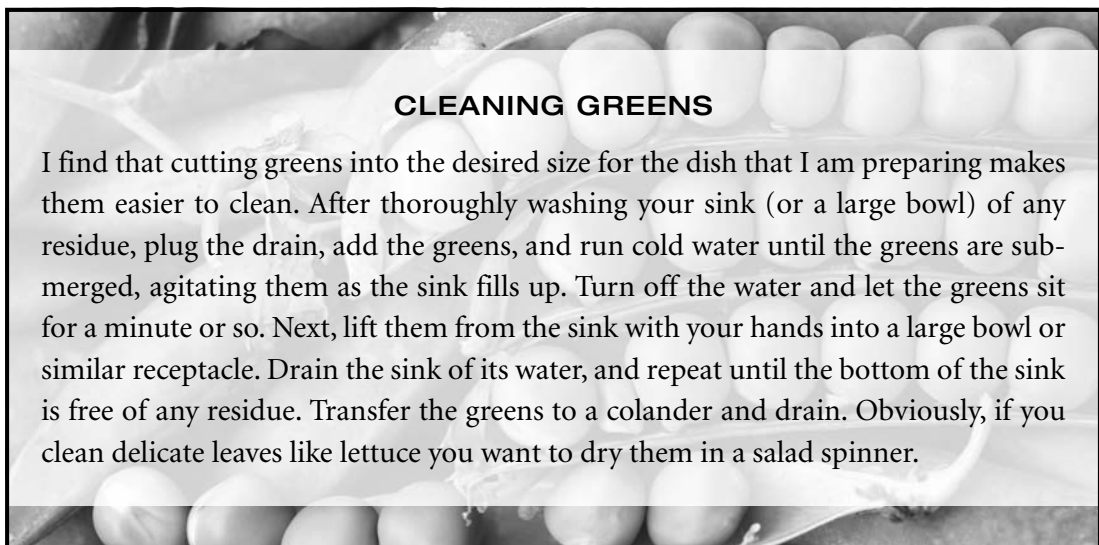 CLEANING GREENS
I find that cutting greens into the desired size for the dish that I am preparing makes
them easier to clean. After thoroughly washing your sink (or a large bowl) of any
residue, plug the drain, add the greens, and run cold water until the greens are sub-
merged, agitating them as the sink fills up. Turn off the water and let the greens sit
for a minute or so. Next, lift them from the sink with your hands into a large bowl or
similar receptacle. Drain the sink of its water, and repeat until the bottom of the sink
is free of any residue. Transfer the greens to a colander and drain. Obviously, if you
clean delicate leaves like lettuce you want to dry them in a salad spinner.